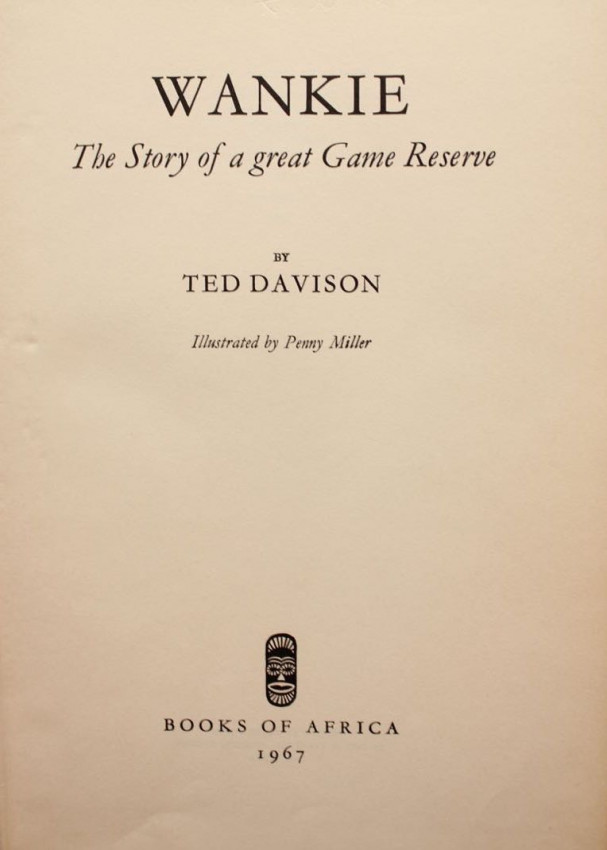 WANKIE
The Story of a great Game Reserve
BY
TED DAVISON
Illustrated by Penny Miller
BOOKS OF AFRICA
1967